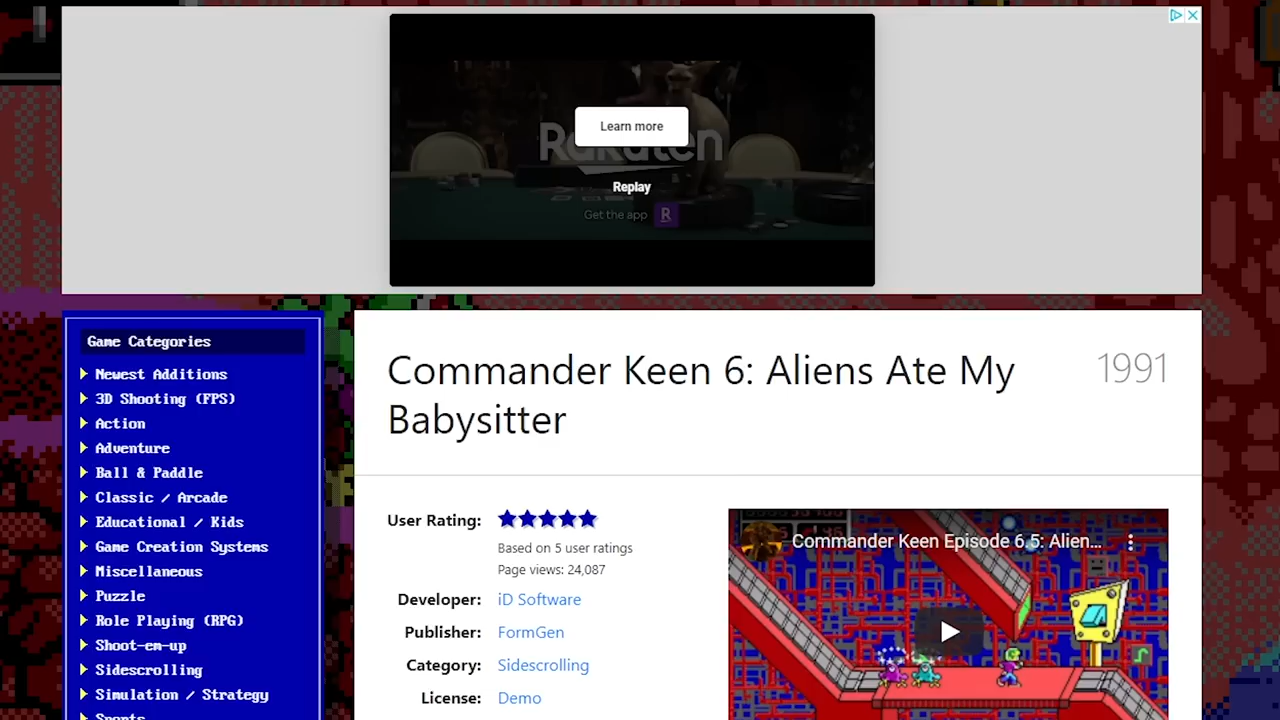 Learn more
Rakuten
Replay
Get the app R
Game Categories
Newest Additions
3D Shooting (FPS)
Action
Adventure
Ball & Paddle
Classic / Arcade
Educational / Kids
Game Creation Systems
Miscellaneous
Puzzle
Role Playing (RPG)
Shoot-em-up
Sidescrolling
Simulation / Strategy
Sports
Commander Keen 6: Aliens Ate My
Babysitter
1991
User Rating:
Based on 5 user ratings
Page views: 24,087
Developer: iD Software
Publisher: FormGen
Category: Sidescrolling
License: Demo
Commander Keen Episode 6.5: Alien...